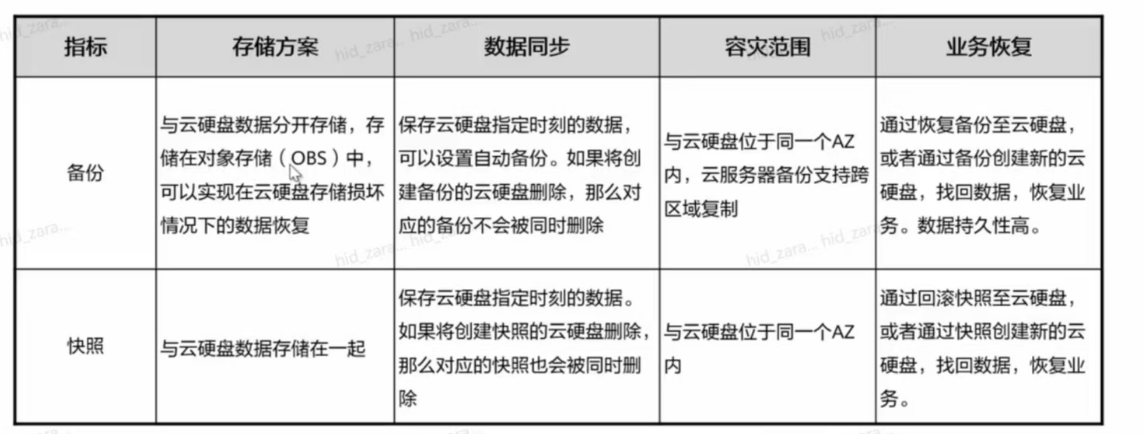 指标
存储方案
数据同步
容灾范围
业务恢复
备份
与云硬盘数据分开存储，存
储在对象存储（OBS）中，
可以实现在云硬盘存储损坏
情况下的数据恢复
保存云硬盘指定时刻的数据，
可以设置自动备份。如果将创
建备份的云硬盘删除，那么对
应的备份不会被同时删除
与云硬盘位于同一个AZ
内，云服务器备份支持跨
区域复制
通过恢复备份至云硬盘，
或者通过备份创建新的云
硬盘，找回数据，恢复业
务。数据持久性高。
快照
与云硬盘数据存储在一起
保存云硬盘指定时刻的数据。
如果将创建快照的云硬盘删除，
那么对应的快照也会被同时删
除
与云硬盘位于同一个AZ
内
通过回滚快照至云硬盘，
或者通过快照创建新的云
硬盘，找回数据，恢复业
务。
hid_zara...
hid_zara...
hid_zara...
hid_zara...
hid_zara...
hid_zara...